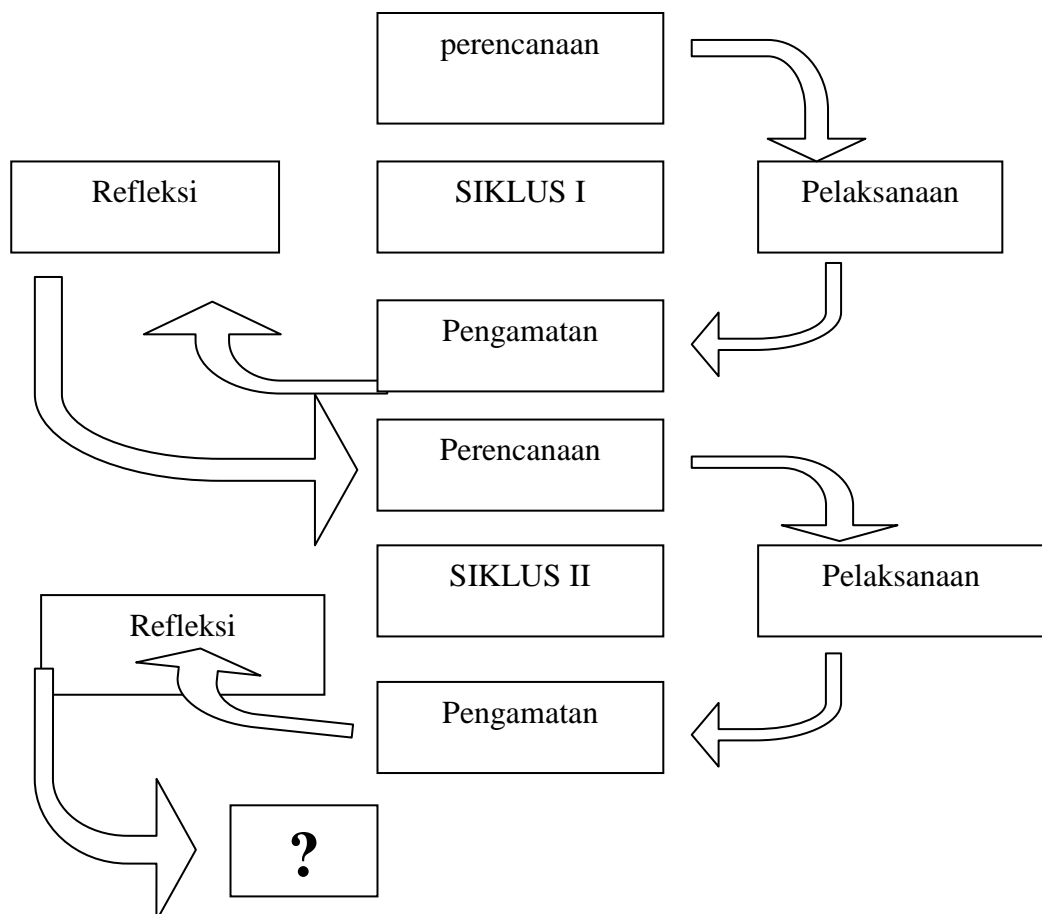 perencanaan
Refleksi
SIKLUS I
Pelaksanaan
Pengamatan
Perencanaan
SIKLUS II
Pelaksanaan
Refleksi
Pengamatan
?